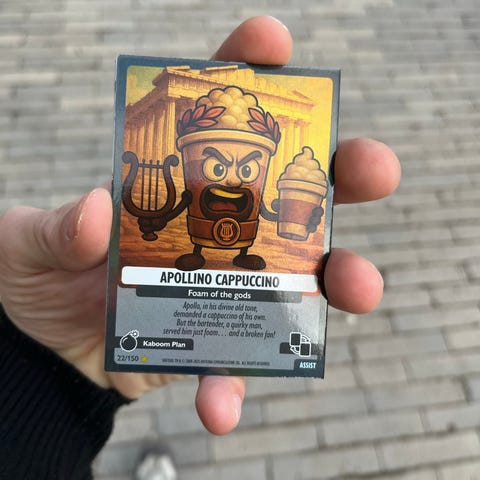 APOLLINO CAPPUCCINO
Foam of the gods
Apollo, in his divine old tone,
demanded a cappuccino of his own.
But the bartender, a quirky man,
served him just foam... and a broken fan!
Kaboom Plan
22/150
ASSIST